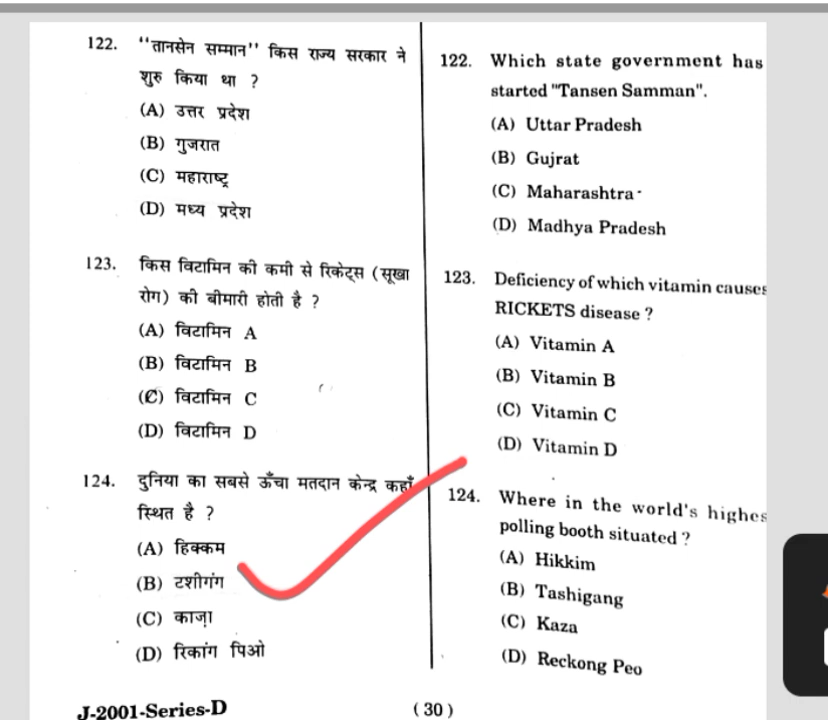 122. ‘‘तानसेन सम्मान’’ किस राज्य सरकार ने
शुरु किया था ?
(A) उत्तर प्रदेश
(B) गुजरात
(C) महाराष्ट्र
(D) मध्य प्रदेश
123. किस विटामिन की कमी से रिकेट्स (सूखा
रोग) की बीमारी होती है ?
(A) विटामिन A
(B) विटामिन B
(C) विटामिन C
(D) विटामिन D
124. दुनिया का सबसे ऊँचा मतदान केन्द्र कहाँ
स्थित है ?
(A) हिक्कम
(B) टशीगंग
(C) काज़ा
(D) रिकांग पिओ
122. Which state government has
started "Tansen Samman".
(A) Uttar Pradesh
(B) Gujrat
(C) Maharashtra
(D) Madhya Pradesh
123. Deficiency of which vitamin causes
RICKETS disease ?
(A) Vitamin A
(B) Vitamin B
(C) Vitamin C
(D) Vitamin D
124. Where in the world's highes
polling booth situated ?
(A) Hikkim
(B) Tashigang
(C) Kaza
(D) Reckong Peo
J-2001-Series-D
( 30 )